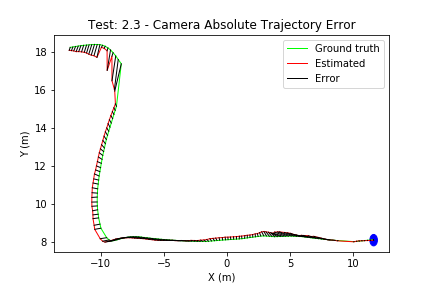 Test: 2.3 - Camera Absolute Trajectory Error
Ground truth
Estimated
Error
Y (m)
18
16
14
12
10
8
−10
−5
0
5
10
X (m)